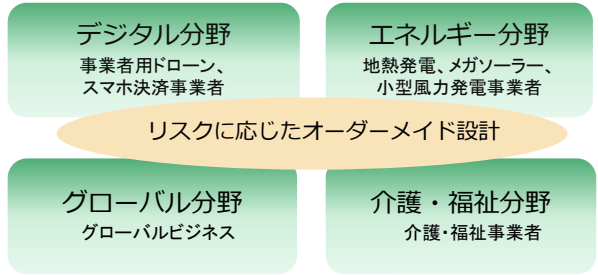 デジタル分野
事業者用ドローン、
スマホ決済事業者
エネルギー分野
地熱発電、メガソーラー、
小型風力発電事業者
リスクに応じたオーダーメイド設計
グローバル分野
グローバルビジネス
介護・福祉分野
介護・福祉事業者